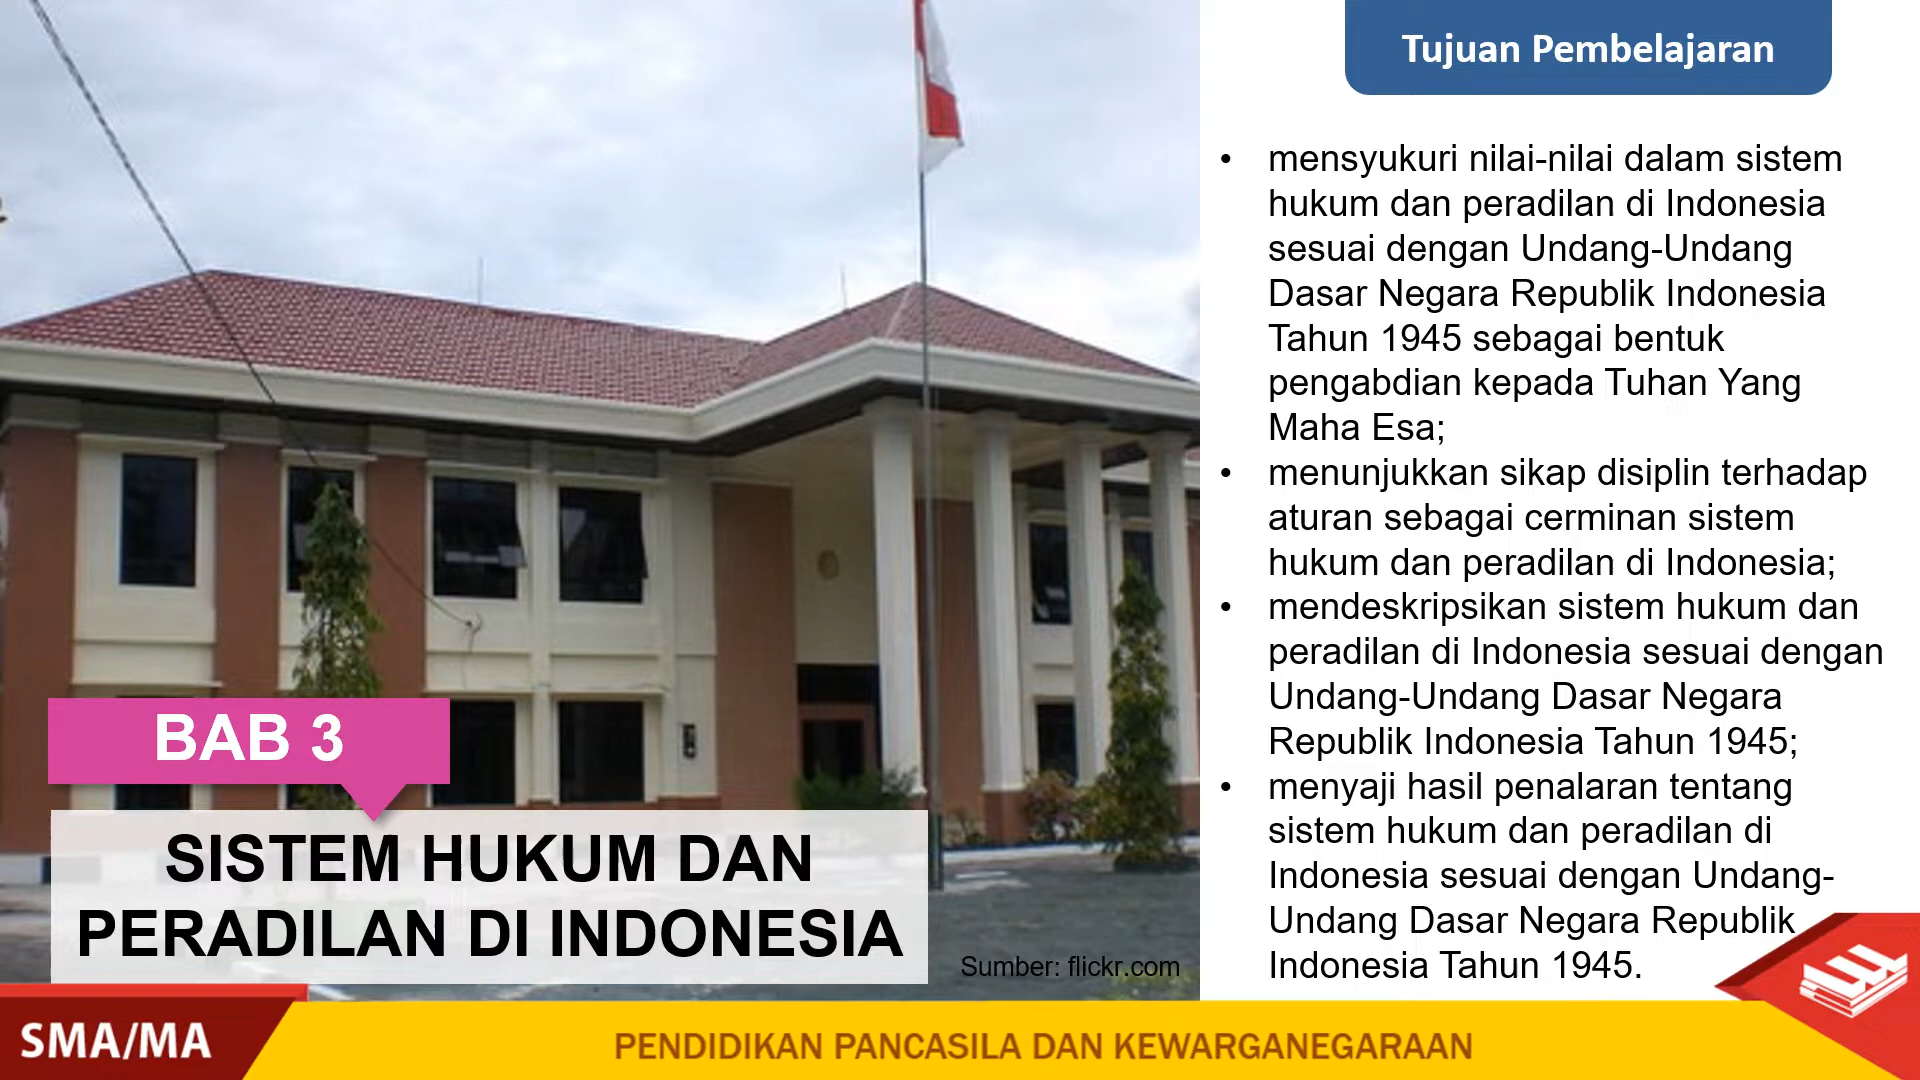 Tujuan Pembelajaran
• mensyukuri nilai-nilai dalam sistem
hukum dan peradilan di Indonesia
sesuai dengan Undang-Undang
Dasar Negara Republik Indonesia
Tahun 1945 sebagai bentuk
pengabdian kepada Tuhan Yang
Maha Esa;
• menunjukkan sikap disiplin terhadap
aturan sebagai cerminan sistem
hukum dan peradilan di Indonesia;
• mendeskripsikan sistem hukum dan
peradilan di Indonesia sesuai dengan
Undang-Undang Dasar Negara
Republik Indonesia Tahun 1945;
• menyaji hasil penalaran tentang
sistem hukum dan peradilan di
Indonesia sesuai dengan Undang-
Undang Dasar Negara Republik
Indonesia Tahun 1945.
BAB 3
SISTEM HUKUM DAN
PERADILAN DI INDONESIA
Sumber: flickr.com
SMA/MA
PENDIDIKAN PANCASILA DAN KEWARGANEGARAAN